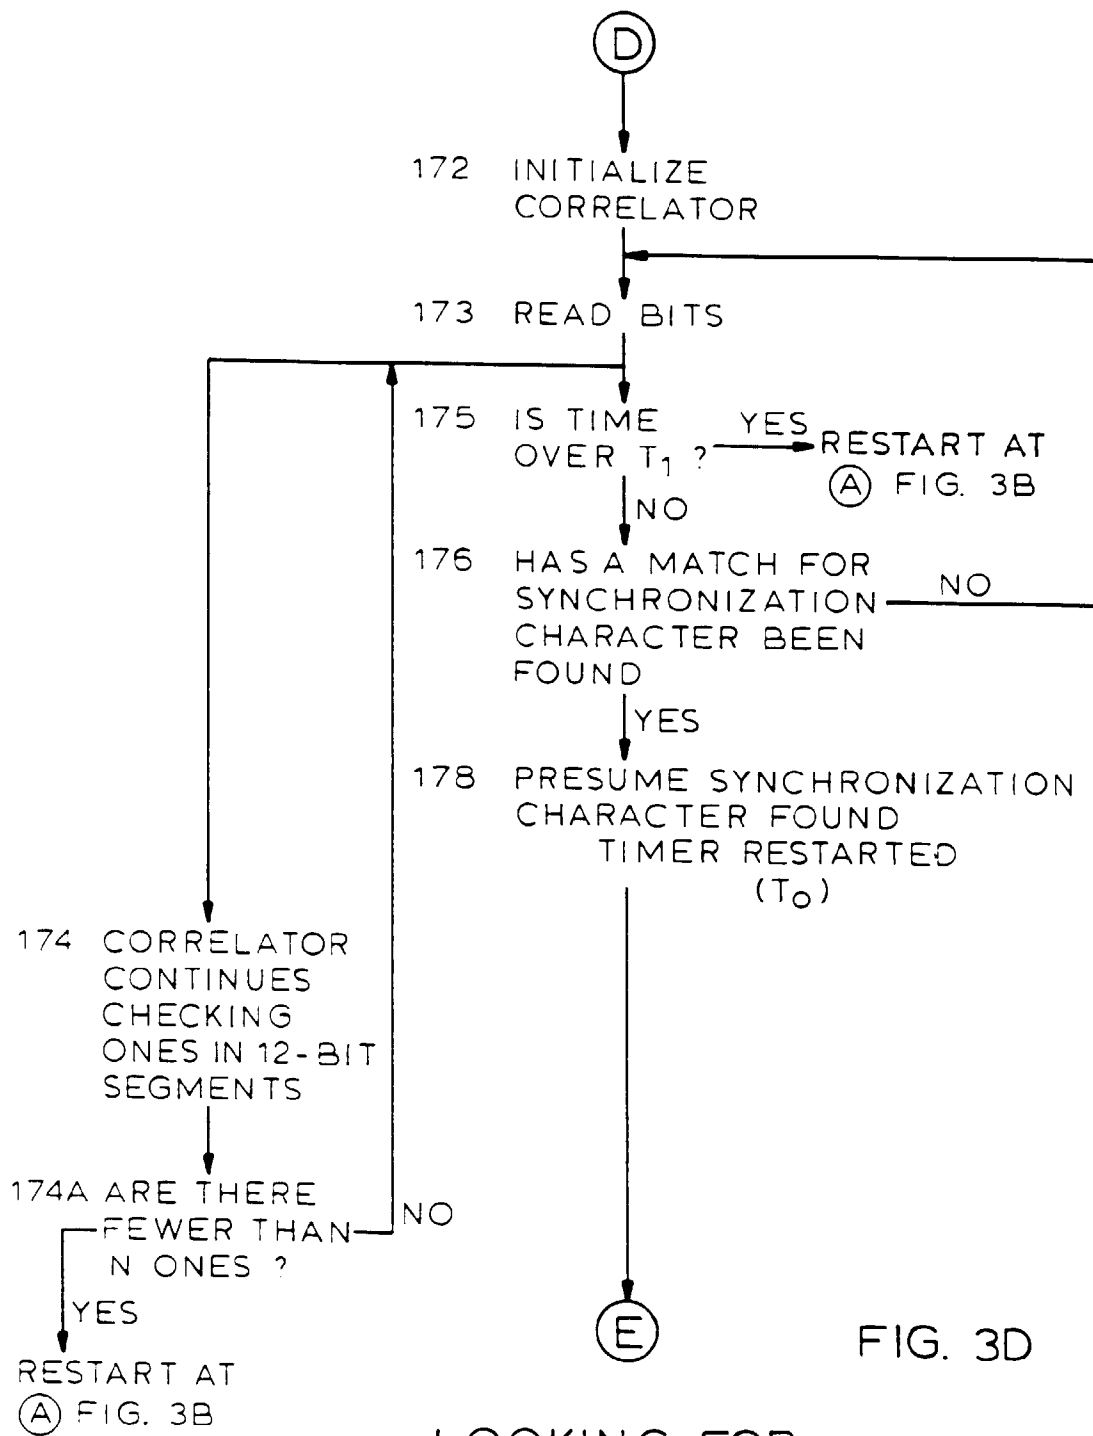 D
172 INITIALIZE
CORRELATOR
173 READ BITS
175 IS TIME
OVER T1 ?
YES
RESTART AT
A FIG. 3B
NO
176 HAS A MATCH FOR
SYNCHRONIZATION
CHARACTER BEEN
FOUND
NO
YES
178 PRESUME SYNCHRONIZATION
CHARACTER FOUND
TIMER RESTARTED
(TO)
174 CORRELATOR
CONTINUES
CHECKING
ONES IN 12-BIT
SEGMENTS
174A ARE THERE
FEWER THAN
N ONES ?
NO
YES
RESTART AT
A FIG. 3B
E
FIG. 3D
LOOKING FOR